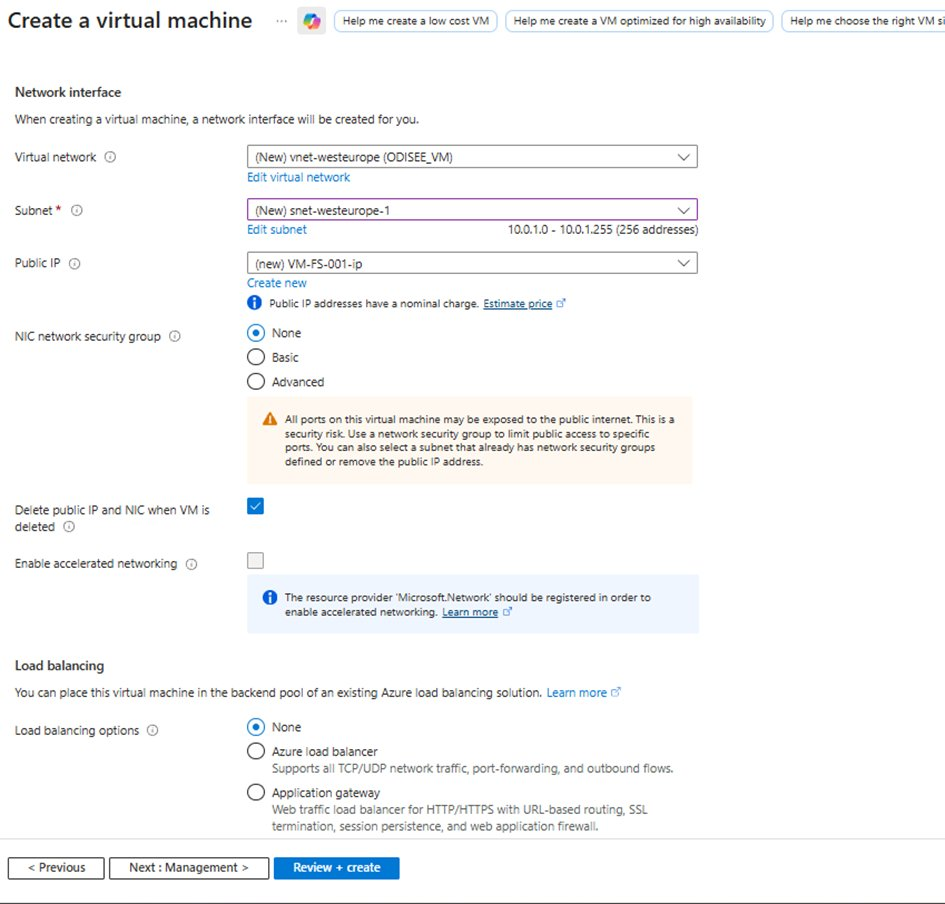 Create a virtual machine ...
Help me create a low cost VM
Help me create a VM optimized for high availability
Help me choose the right VM si
Network interface
When creating a virtual machine, a network interface will be created for you.
Virtual network
(New) vnet-westeurope (ODISEE_VM)
Edit virtual network
Subnet *
(New) snet-westeurope-1
Edit subnet
10.0.1.0 - 10.0.1.255 (256 addresses)
Public IP
(new) VM-FS-001-ip
Create new
Public IP addresses have a nominal charge. Estimate price
NIC network security group
None
Basic
Advanced
All ports on this virtual machine may be exposed to the public internet. This is a
security risk. Use a network security group to limit public access to specific
ports. You can also select a subnet that already has network security groups
defined or remove the public IP address.
Delete public IP and NIC when VM is
deleted
Enable accelerated networking
The resource provider 'Microsoft.Network' should be registered in order to
enable accelerated networking. Learn more
Load balancing
You can place this virtual machine in the backend pool of an existing Azure load balancing solution. Learn more
Load balancing options
None
Azure load balancer
Supports all TCP/UDP network traffic, port-forwarding, and outbound flows.
Application gateway
Web traffic load balancer for HTTP/HTTPS with URL-based routing, SSL
termination, session persistence, and web application firewall.
< Previous
Next : Management >
Review + create